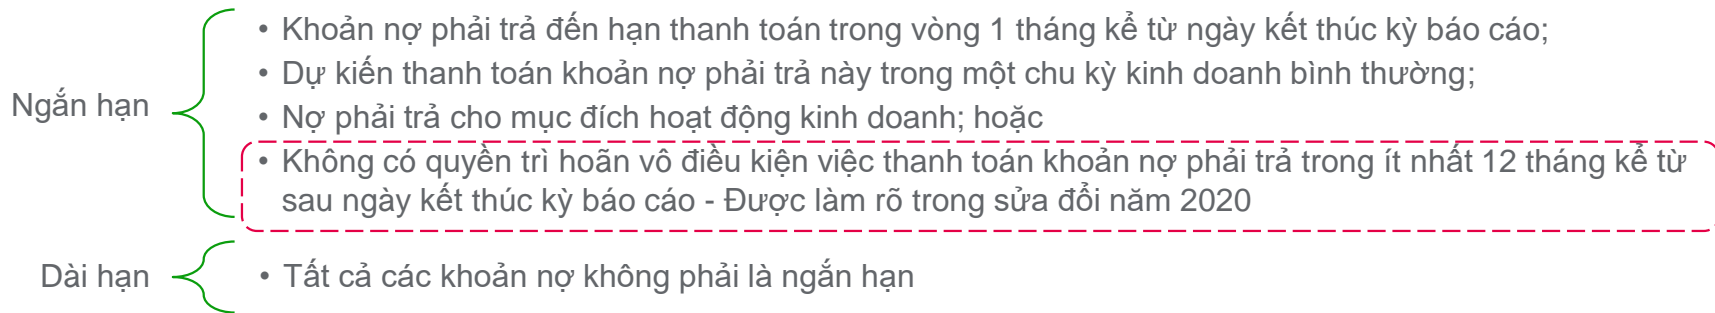 • Khoản nợ phải trả đến hạn thanh toán trong vòng 1 tháng kể từ ngày kết thúc kỳ báo cáo;
• Dự kiến thanh toán khoản nợ phải trả này trong một chu kỳ kinh doanh bình thường;
Ngắn hạn
• Nợ phải trả cho mục đích hoạt động kinh doanh; hoặc
• Không có quyền trì hoãn vô điều kiện việc thanh toán khoản nợ phải trả trong ít nhất 12 tháng kể từ
sau ngày kết thúc kỳ báo cáo - Được làm rõ trong sửa đổi năm 2020
Dài hạn • Tất cả các khoản nợ không phải là ngắn hạn